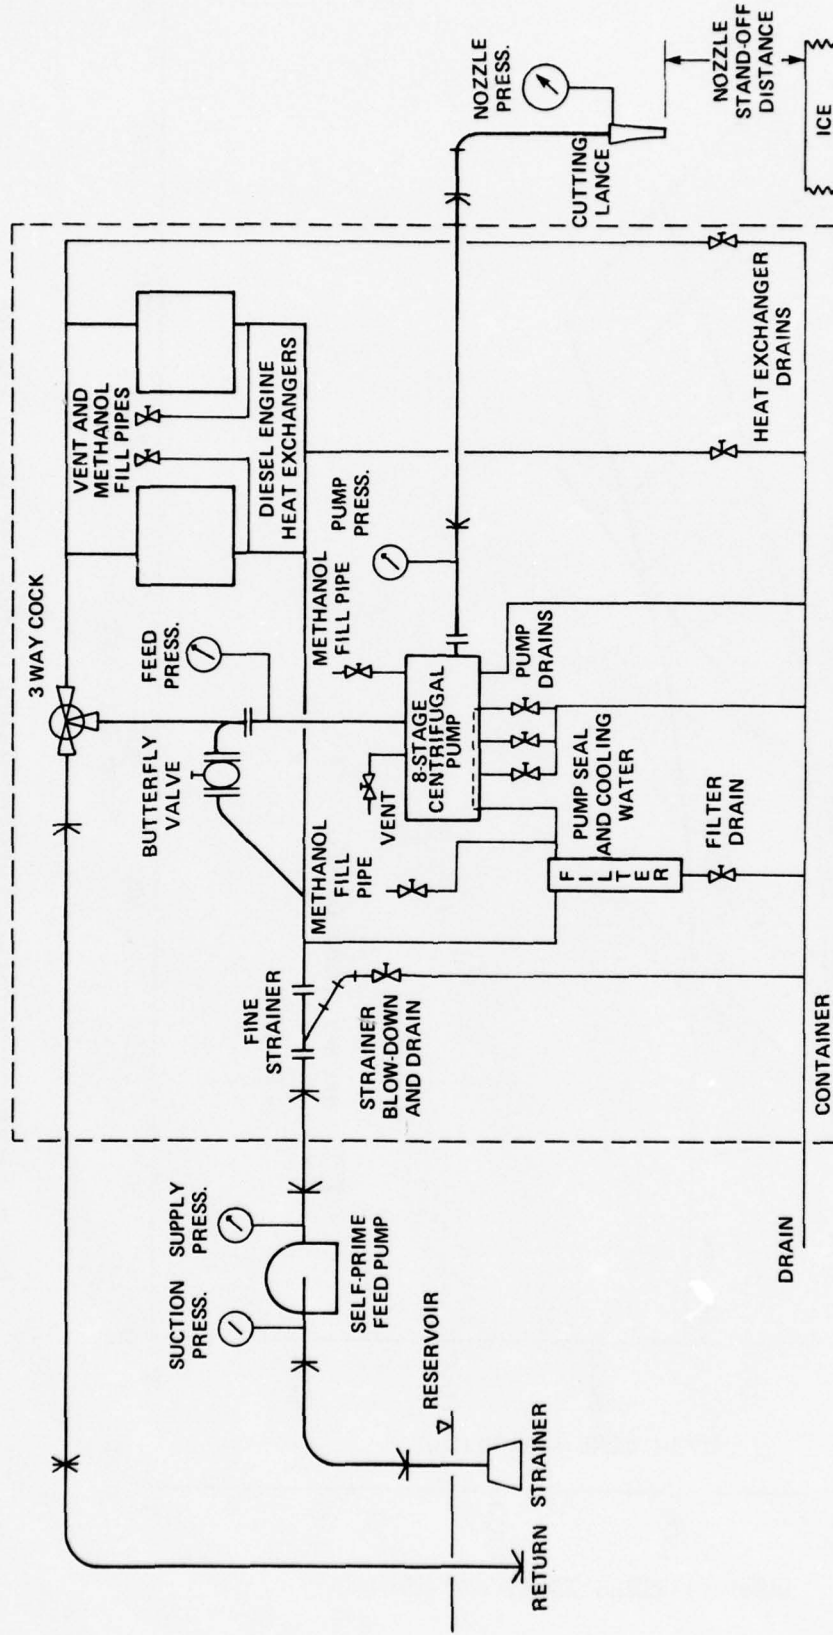 3 WAY COCK
VENT AND
METHANOL
FILL PIPES
DIESEL ENGINE
HEAT EXCHANGERS
FEED
PRESS.
BUTTERFLY
VALVE
METHANOL
FILL PIPE
PUMP
PRESS.
NOZZLE
PRESS.
CUTTING
LANCE
NOZZLE
STAND-OFF
DISTANCE
ICE
SUCTION
PRESS.
SUPPLY
PRESS.
SELF-PRIME
FEED PUMP
FINE
STRAINER
STRAINER
BLOW-DOWN
AND DRAIN
METHANOL
FILL
PIPE
VENT
8-STAGE
CENTRIFUGAL
PUMP
PUMP
DRAINS
PUMP SEAL
AND COOLING
WATER
FILTER
FILTER
DRAIN
HEAT EXCHANGER
DRAINS
RESERVOIR
RETURN
STRAINER
DRAIN
CONTAINER